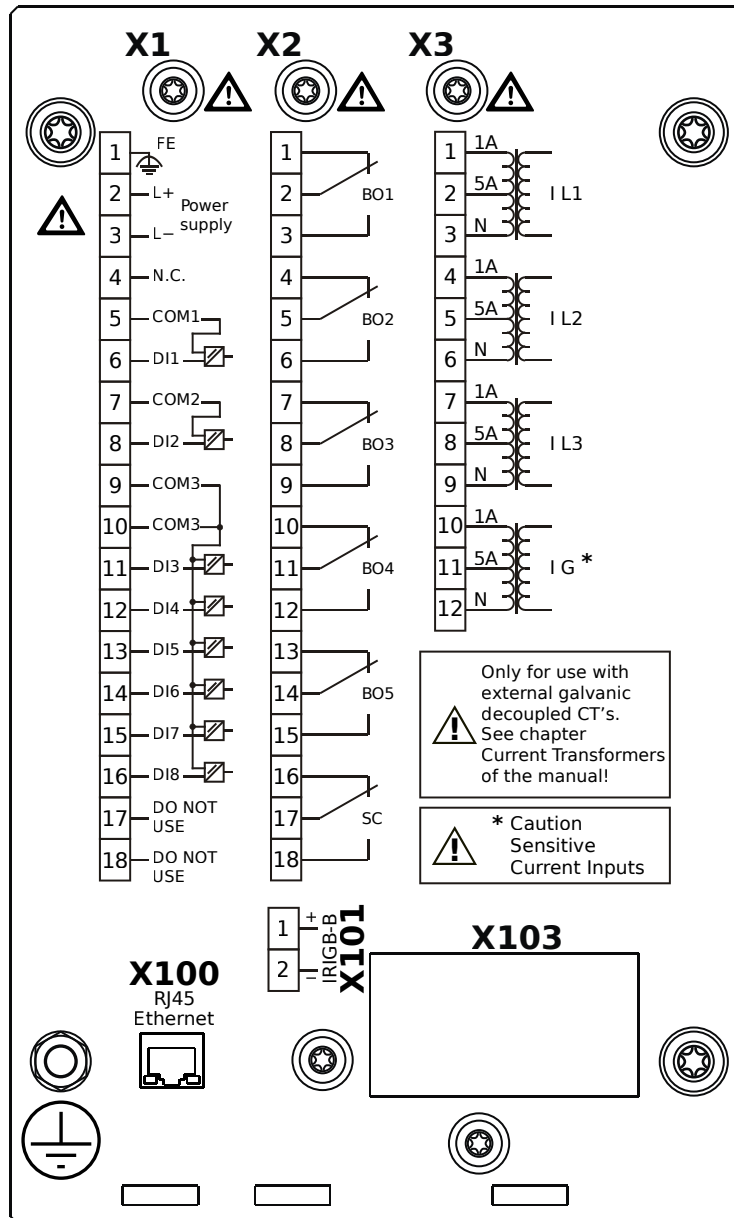 X1 X2 X3
1 FE
2 L+
Power
supply
3 L−
4 N.C.
5 COM1
6 DI1
7 COM2
8 DI2
9 COM3
10 COM3
11 DI3
12 DI4
13 DI5
14 DI6
15 DI7
16 DI8
17 DO NOT
USE
18 DO NOT
USE
1
2 BO1
3
4
5 BO2
6
7
8 BO3
9
10
11 BO4
12
13
14 BO5
15
16
17 SC
18
1 1A
2 5A I L1
3 N
4 1A
5 5A I L2
6 N
7 1A
8 5A I L3
9 N
10 1A
11 5A I G *
12 N
Only for use with
external galvanic
decoupled CT's.
See chapter
Current Transformers
of the manual!
* Caution
Sensitive
Current Inputs
1 +
2 −
IRIGB-B
X101
X103
X100
RJ45
Ethernet